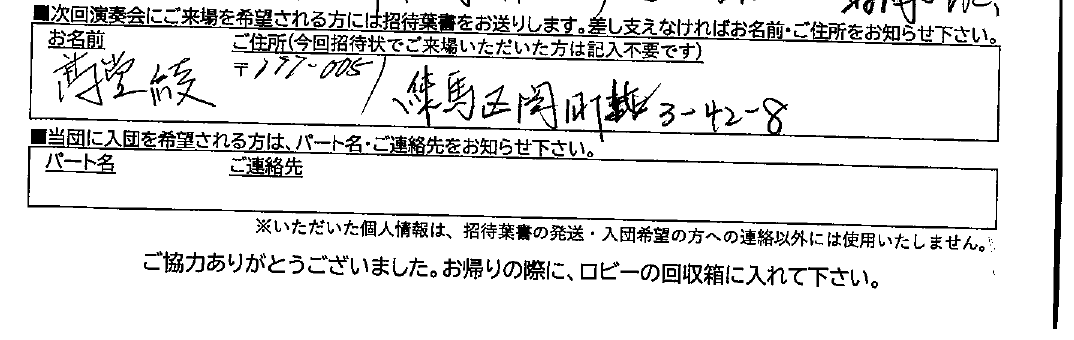 ■次回演奏会にご来場を希望される方には招待葉書をお送りします。差し支えなければお名前・ご住所をお知らせ下さい。
お名前 ご住所(今回招待状でご来場いただいた方は記入不要です)
堂綾 〒177-0051 練馬区関町 3-42-8
■当団に入団を希望される方は、パート名・ご連絡先をお知らせ下さい。
パート名 ご連絡先
※いただいた個人情報は、招待葉書の発送・入団希望の方への連絡以外には使用いたしません。
ご協力ありがとうございました。お帰りの際に、ロビーの回収箱に入れて下さい。